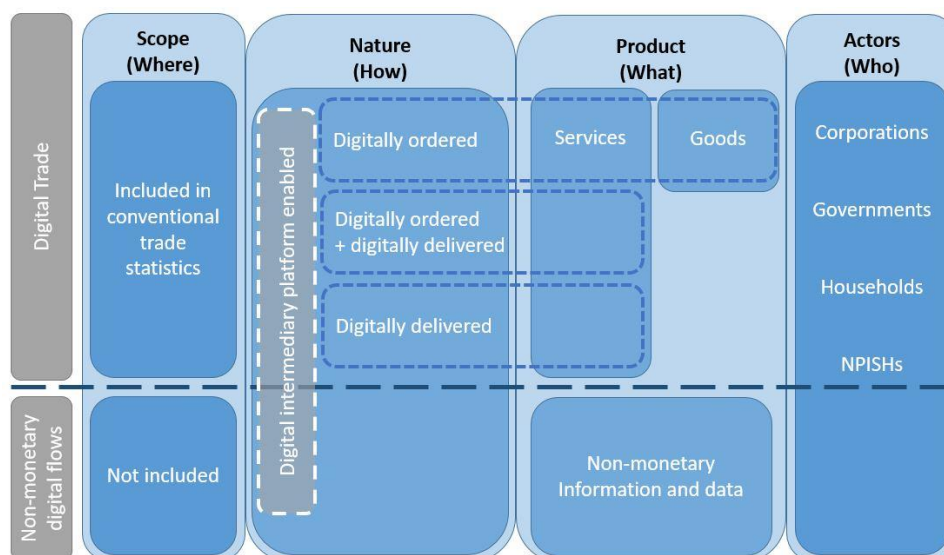 Digital Trade
Non-monetary
digital flows
Scope
(Where)
Included in
conventional
trade
statistics
Not included
Nature
(How)
Digital intermediary platform enabled
Digitally ordered
Digitally ordered
+ digitally delivered
Digitally delivered
Product
(What)
Services
Goods
Non-monetary
Information and data
Actors
(Who)
Corporations
Governments
Households
NPISHs